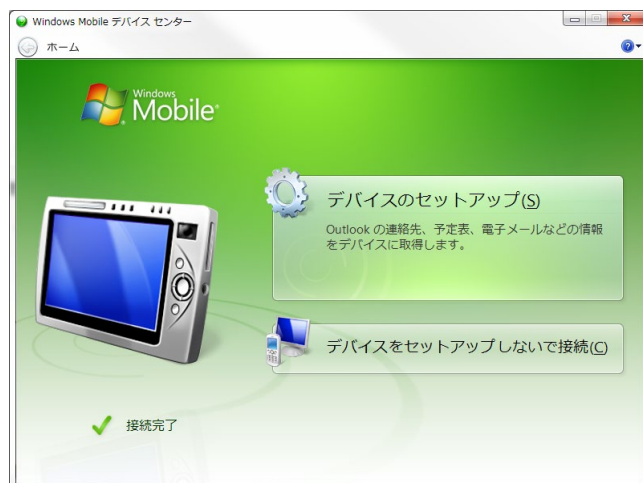 Windows Mobile デバイス センター
ホーム
Windows
Mobile
デバイスのセットアップ(S)
Outlook の連絡先、予定表、電子メールなどの情報
をデバイスに取得します。
デバイスをセットアップしないで接続(C)
接続完了